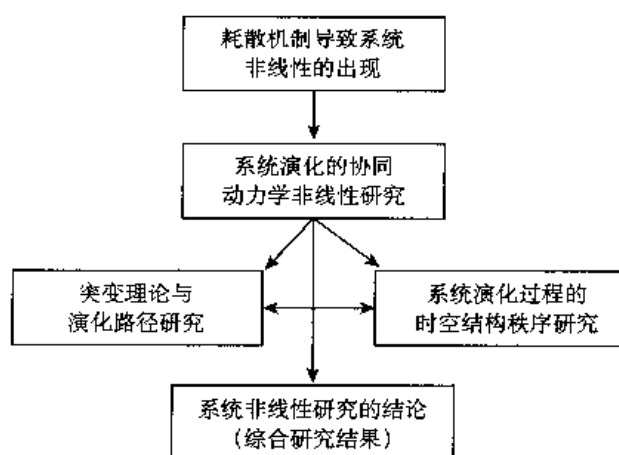 耗散机制导致系统
非线性的出现
系统演化的协同
动力学非线性研究
突变理论与
演化路径研究
系统演化过程的
时空结构秩序研究
系统非线性研究的结论
（综合研究结果）